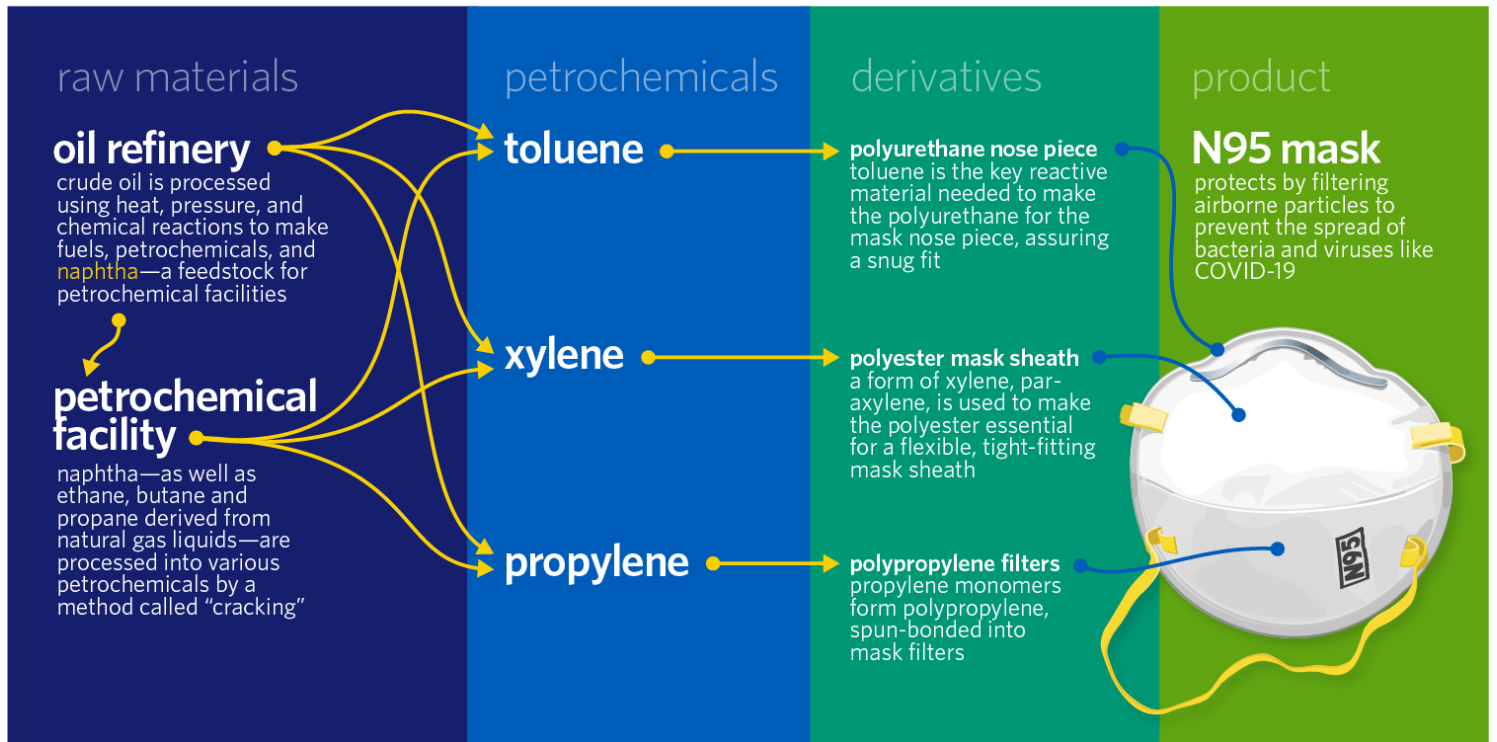 raw materials
oil refinery
crude oil is processed
using heat, pressure, and
chemical reactions to make
fuels, petrochemicals, and
naphtha—a feedstock for
petrochemical facilities
petrochemical
facility
naphtha—as well as
ethane, butane and
propane derived from
natural gas liquids—are
processed into various
petrochemicals by a
method called “cracking”
petrochemicals
toluene
xylene
propylene
derivatives
polyurethane nose piece
toluene is the key reactive
material needed to make
the polyurethane for the
mask nose piece, assuring
a snug fit
polyester mask sheath
a form of xylene, par-
axylene, is used to make
the polyester essential
for a flexible, tight-fitting
mask sheath
polypropylene filters
propylene monomers
form polypropylene,
spun-bonded into
mask filters
product
N95 mask
protects by filtering
airborne particles to
prevent the spread of
bacteria and viruses like
COVID-19
N95